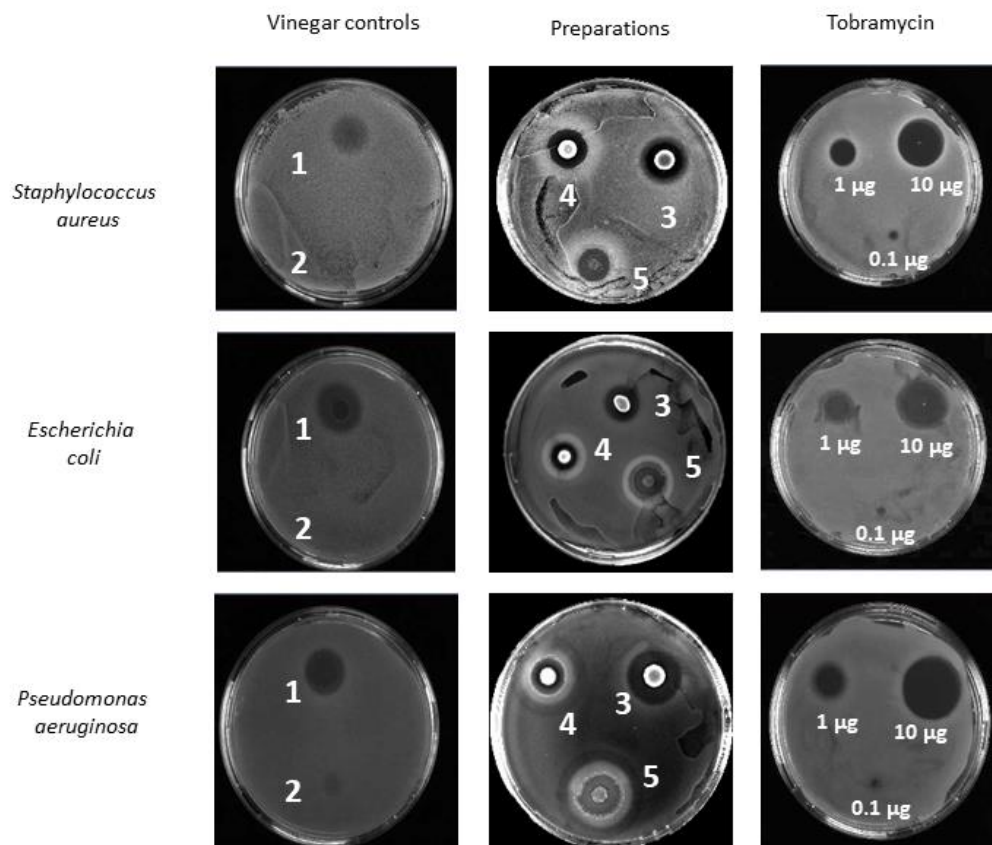 Vinegar controls
Preparations
Tobramycin
Staphylococcus
aureus
1
2
4
3
5
1 µg
10 µg
0.1 µg
Escherichia
coli
1
2
3
4
5
1 µg
10 µg
0.1 µg
Pseudomonas
aeruginosa
1
2
4
3
5
1 µg
10 µg
0.1 µg